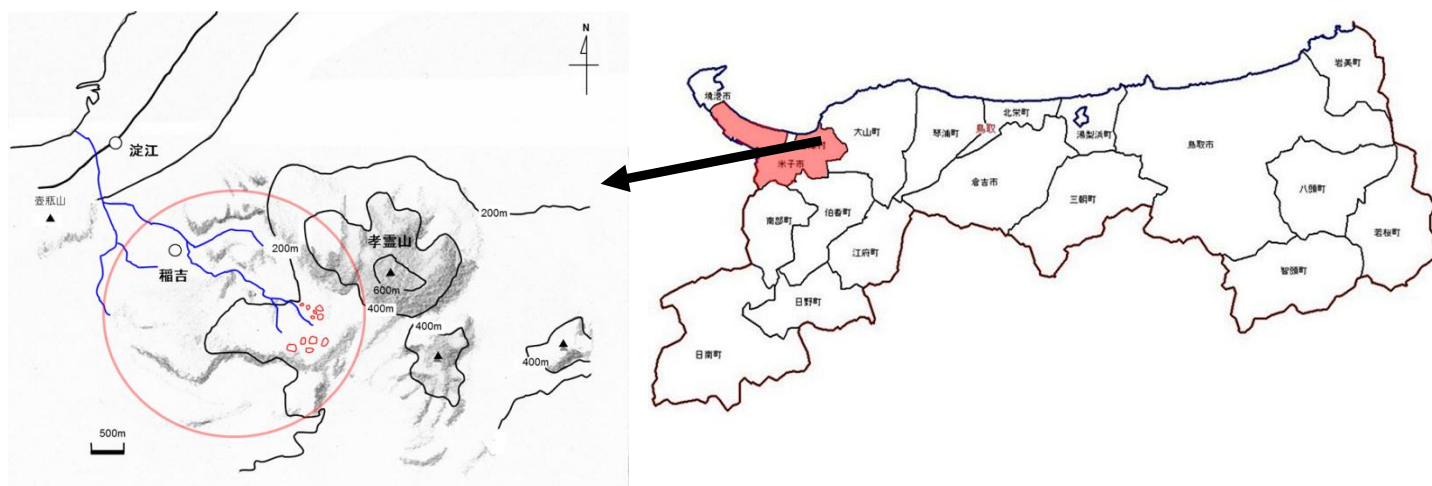 N
淀江
壺瓶山
200m
200m
孝霊山
稲吉
600m
400m
400m
400m
500m
境港市
米子市
大山町
琴浦町
鳥取
北栄町
湯梨浜町
鳥取市
岩美町
倉吉市
三朝町
八頭町
若桜町
智頭町
南部町
伯耆町
江府町
日野町
日南町